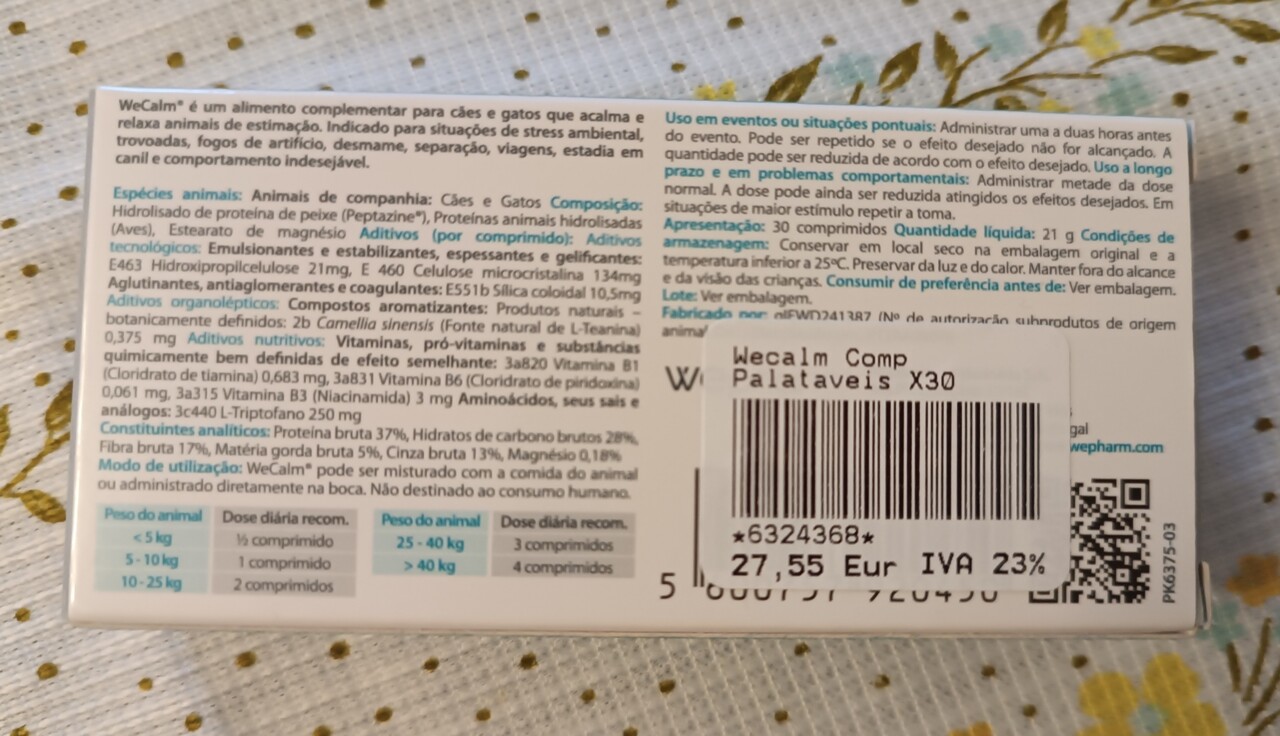 WeCalm® é um alimento complementar para cães e gatos que acalma e
relaxa animais de estimação. Indicado para situações de stress ambiental,
trovoadas, fogos de artifício, desmame, separação, viagens, estadia em
canil e comportamento indesejável.
Espécies animais: Animais de companhia: Cães e Gatos Composição:
Hidrolisado de proteína de peixe (Peptazine®), Proteínas animais hidrolisadas
(Aves), Estearato de magnésio Aditivos (por comprimido): Aditivos
tecnológicos: Emulsionantes e estabilizantes, espessantes e gelificantes:
E463 Hidroxipropilcelulose 21mg, E 460 Celulose microcristalina 134mg
Aglutinantes, antiaglomerantes e coagulantes: E551b Sílica coloidal 10,5mg
Aditivos organolépticos: Compostos aromatizantes: Produtos naturais –
botanicamente definidos: 2b Camellia sinensis (Fonte natural de L-Teanina)
0,375 mg Aditivos nutritivos: Vitaminas, pró-vitaminas e substâncias
quimicamente bem definidas de efeito semelhante: 3a820 Vitamina B1
(Cloridrato de tiamina) 0,683 mg, 3a831 Vitamina B6 (Cloridrato de piridoxina)
0,061 mg, 3a315 Vitamina B3 (Niacinamida) 3 mg Aminoácidos, seus sais e
análogos: 3c440 L-Triptofano 250 mg
Constituintes analíticos: Proteína bruta 37%, Hidratos de carbono brutos 28%,
Fibra bruta 17%, Matéria gorda bruta 5%, Cinza bruta 13%, Magnésio 0,18%
Modo de utilização: WeCalm® pode ser misturado com a comida do animal
ou administrado diretamente na boca. Não destinado ao consumo humano.
Peso do animal Dose diária recom.
< 5 kg ½ comprimido
5 - 10 kg 1 comprimido
10 - 25 kg 2 comprimidos
Peso do animal Dose diária recom.
25 - 40 kg 3 comprimidos
> 40 kg 4 comprimidos
Uso em eventos ou situações pontuais: Administrar uma a duas horas antes
do evento. Pode ser repetido se o efeito desejado não for alcançado. A
quantidade pode ser reduzida de acordo com o efeito desejado. Uso a longo
prazo e em problemas comportamentais: Administrar metade da dose
normal. A dose pode ainda ser reduzida atingidos os efeitos desejados. Em
situações de maior estímulo repetir a toma.
Apresentação: 30 comprimidos Quantidade líquida: 21 g Condições de
armazenagem: Conservar em local seco na embalagem original e a
temperatura inferior a 25ºC. Preservar da luz e do calor. Manter fora do alcance
e da visão das crianças. Consumir de preferência antes de: Ver embalagem.
Lote: Ver embalagem.
Fabricado por: αIFWD241387 (Nº de autorização subprodutos de origem
animal
Wecalm Comp
Palataveis X30
*6324368*
27,55 Eur IVA 23%
gal
wepharm.com
5
PK6375-03